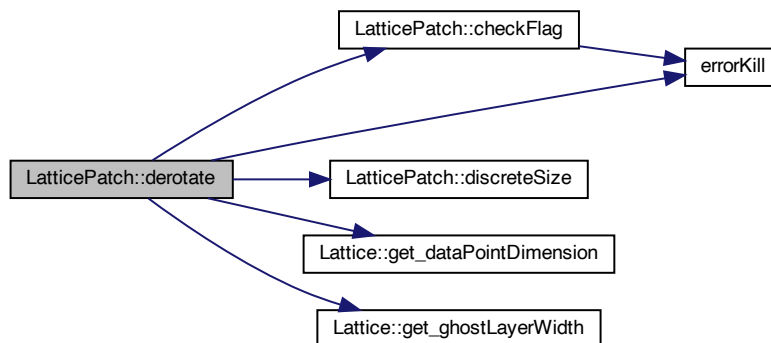 LatticePatch::checkFlag
errorKill
LatticePatch::derotate
LatticePatch::discreteSize
Lattice::get_dataPointDimension
Lattice::get_ghostLayerWidth